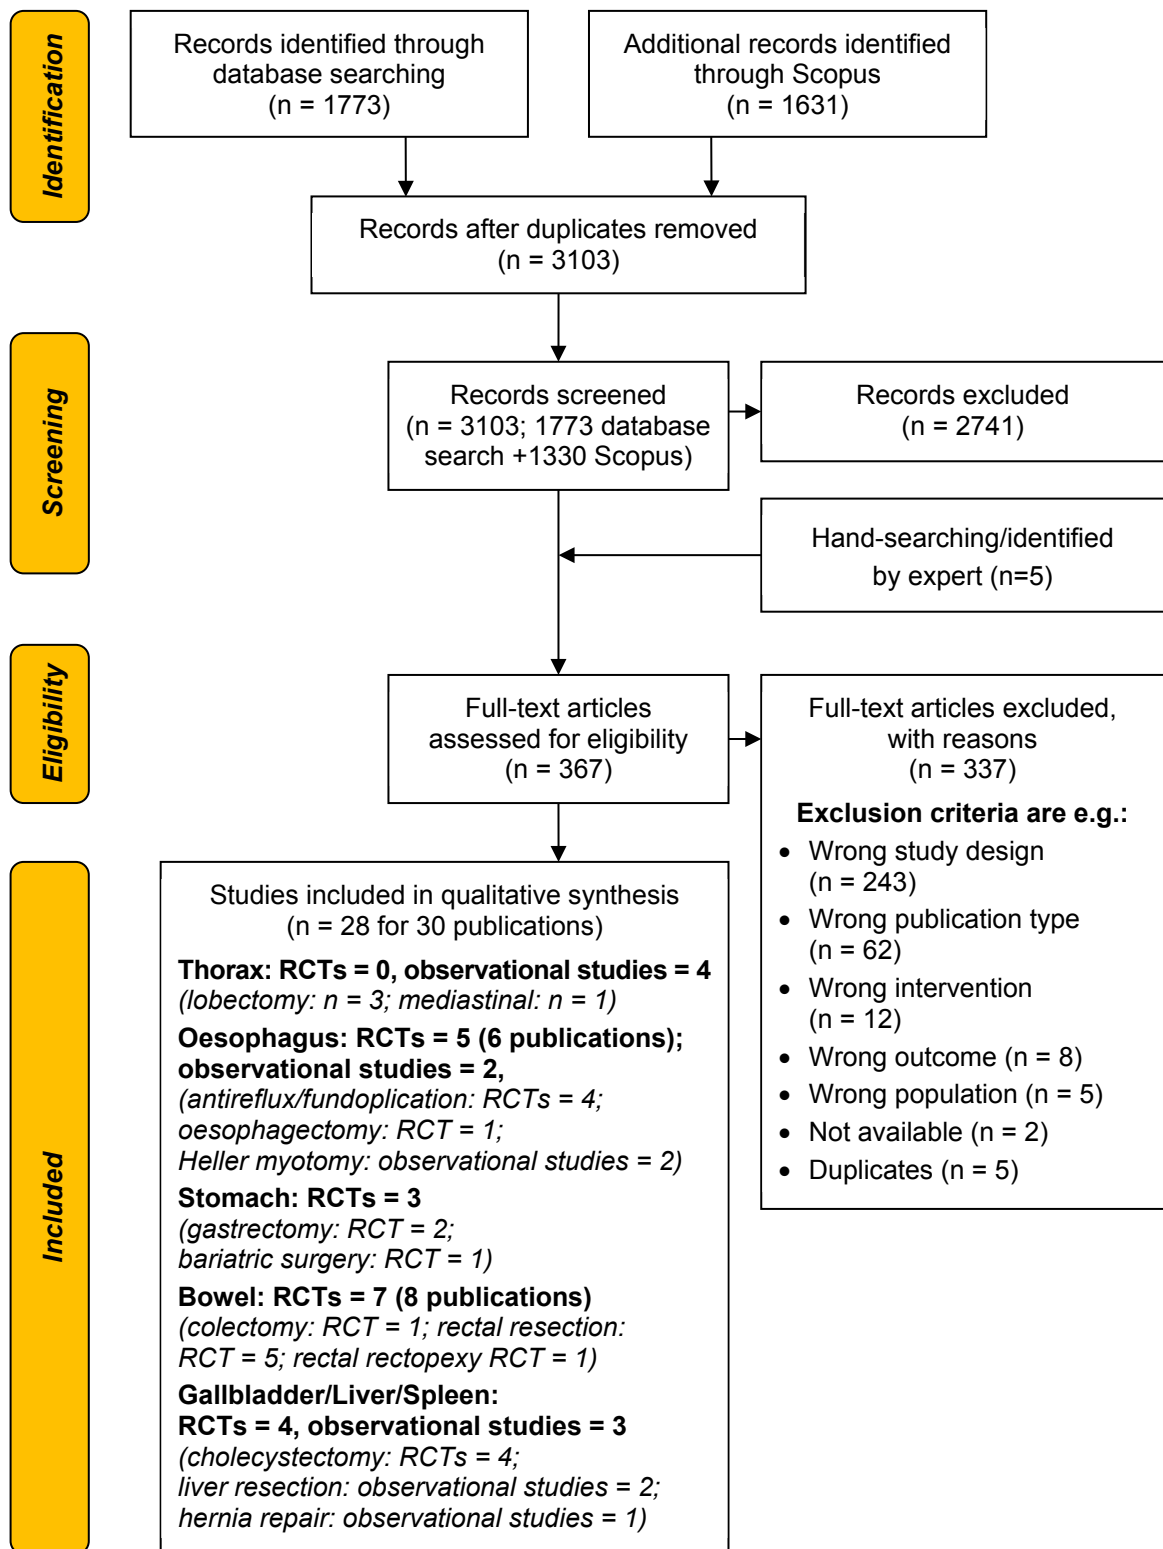 Identification
Records identified through
database searching
(n = 1773)
Additional records identified
through Scopus
(n = 1631)
Records after duplicates removed
(n = 3103)
Screening
Records screened
(n = 3103; 1773 database
search +1330 Scopus)
Records excluded
(n = 2741)
Hand-searching/identified
by expert (n=5)
Eligibility
Full-text articles
assessed for eligibility
(n = 367)
Full-text articles excluded,
with reasons
(n = 337)
Exclusion criteria are e.g.:
• Wrong study design
(n = 243)
• Wrong publication type
(n = 62)
• Wrong intervention
(n = 12)
• Wrong outcome (n = 8)
• Wrong population (n = 5)
• Not available (n = 2)
• Duplicates (n = 5)
Included
Studies included in qualitative synthesis
(n = 28 for 30 publications)
Thorax: RCTs = 0, observational studies = 4
(lobectomy: n = 3; mediastinal: n = 1)
Oesophagus: RCTs = 5 (6 publications);
observational studies = 2,
(antireflux/fundoplication: RCTs = 4;
oesophagectomy: RCT = 1;
Heller myotomy: observational studies = 2)
Stomach: RCTs = 3
(gastrectomy: RCT = 2;
bariatric surgery: RCT = 1)
Bowel: RCTs = 7 (8 publications)
(colectomy: RCT = 1; rectal resection:
RCT = 5; rectal rectopexy RCT = 1)
Gallbladder/Liver/Spleen:
RCTs = 4, observational studies = 3
(cholecystectomy: RCTs = 4;
liver resection: observational studies = 2;
hernia repair: observational studies = 1)